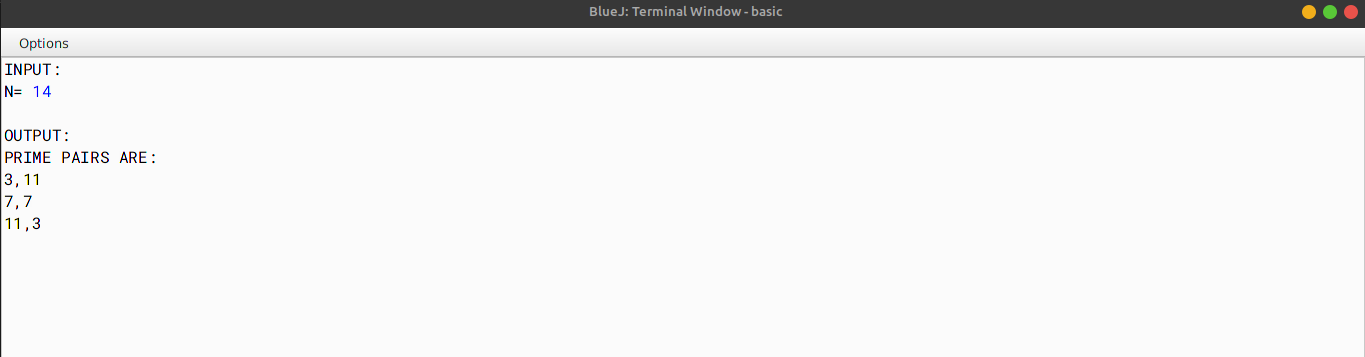 BlueJ: Terminal Window - basic
Options
INPUT:
N= 14
OUTPUT:
PRIME PAIRS ARE:
3,11
7,7
11,3